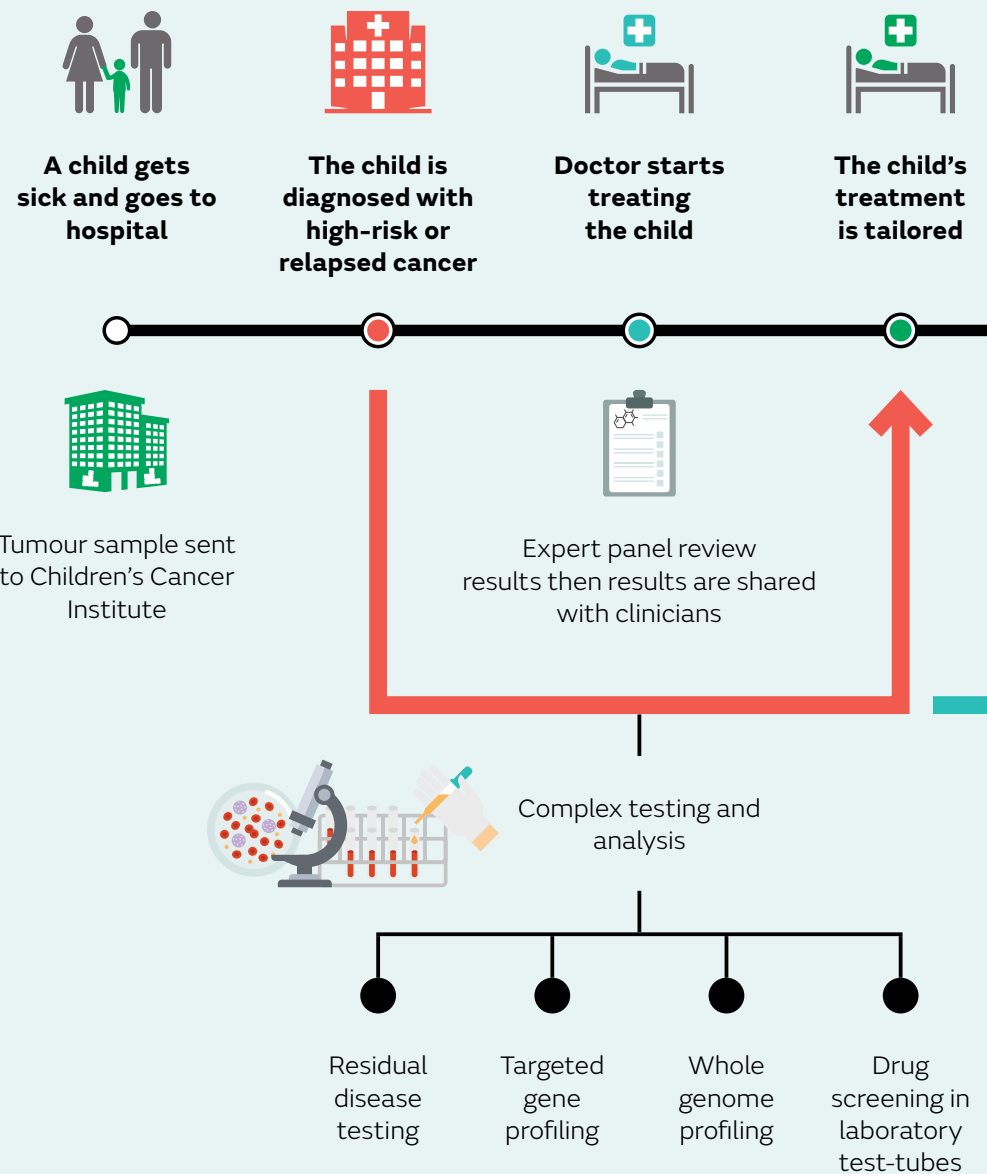 A child gets
sick and goes to
hospital
The child is
diagnosed with
high-risk or
relapsed cancer
Doctor starts
treating
the child
The child's
treatment
is tailored
Tumour sample sent
to Children's Cancer
Institute
Expert panel review
results then results are shared
with clinicians
Complex testing and
analysis
Residual
disease
testing
Targeted
gene
profiling
Whole
genome
profiling
Drug
screening in
laboratory
test-tubes